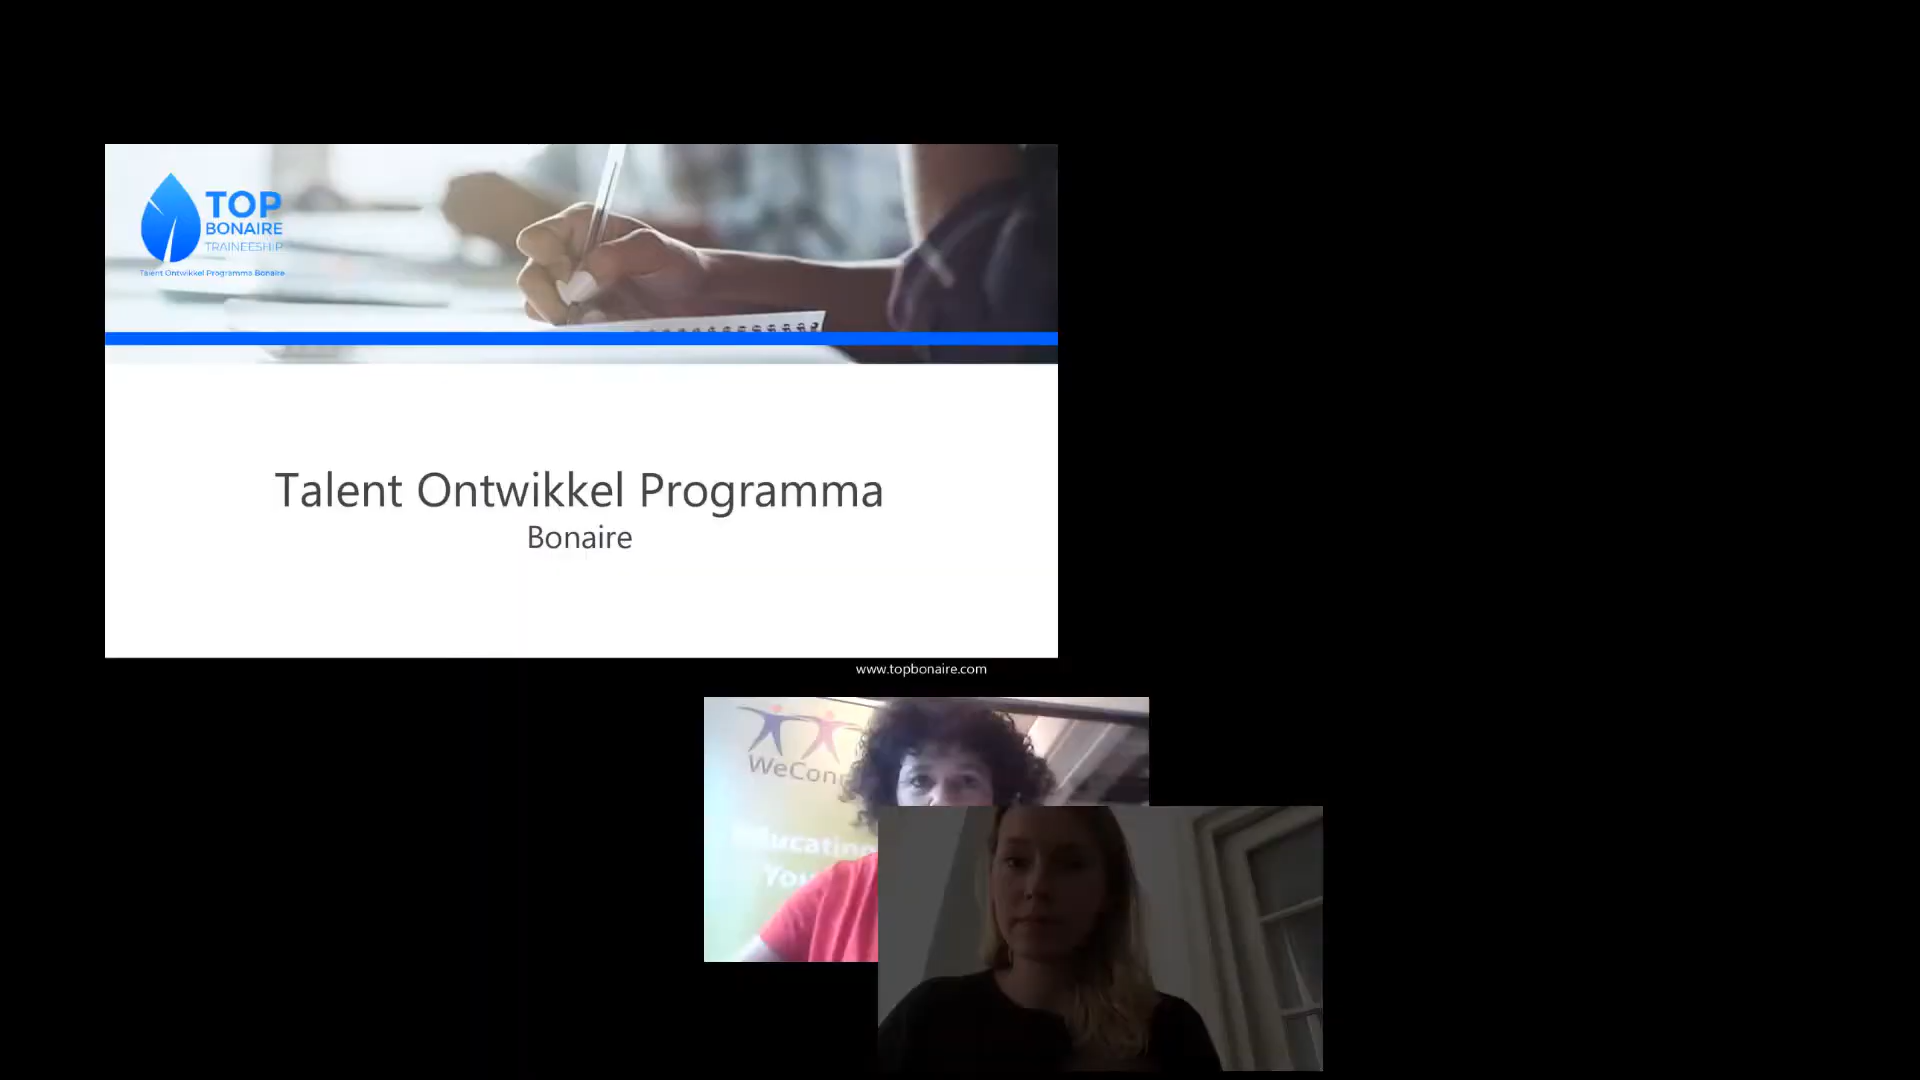 TOP
BONAIRE
TRAINEESHIP
Talent Ontwikkel Programma Bonaire
Talent Ontwikkel Programma
Bonaire
www.topbonaire.com